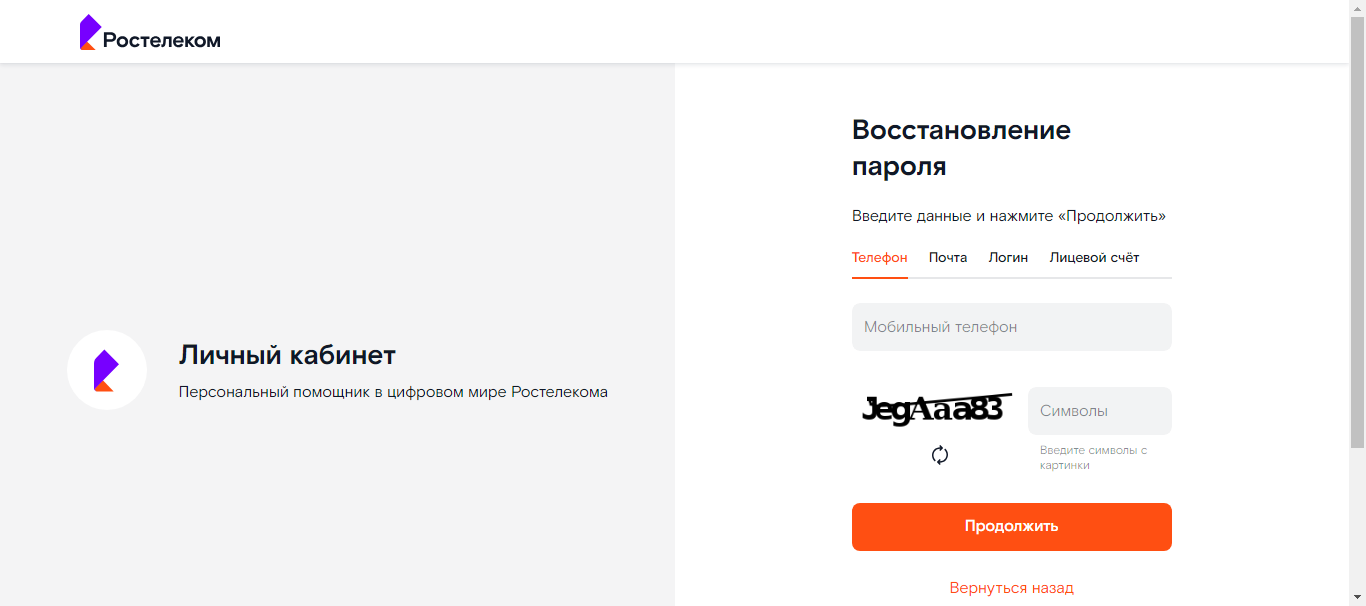 Ростелеком
Личный кабинет
Персональный помощник в цифровом мире Ростелекома
Восстановление
пароля
Введите данные и нажмите «Продолжить»
Телефон Почта Логин Лицевой счёт
Мобильный телефон
JegAaa83
Символы
Введите символы с
картинки
Продолжить
Вернуться назад